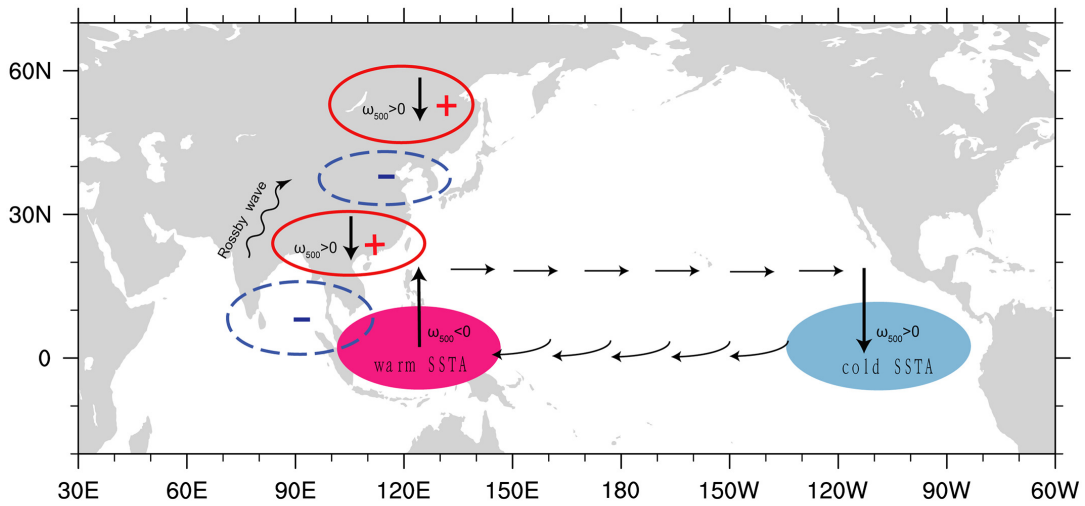 60N
30N
0
ω500>0
+
-
Rossby wave
ω500>0
+
-
ω500<0
warm SSTA
ω500>0
cold SSTA
30E 60E 90E 120E 150E 180 150W 120W 90W 60W